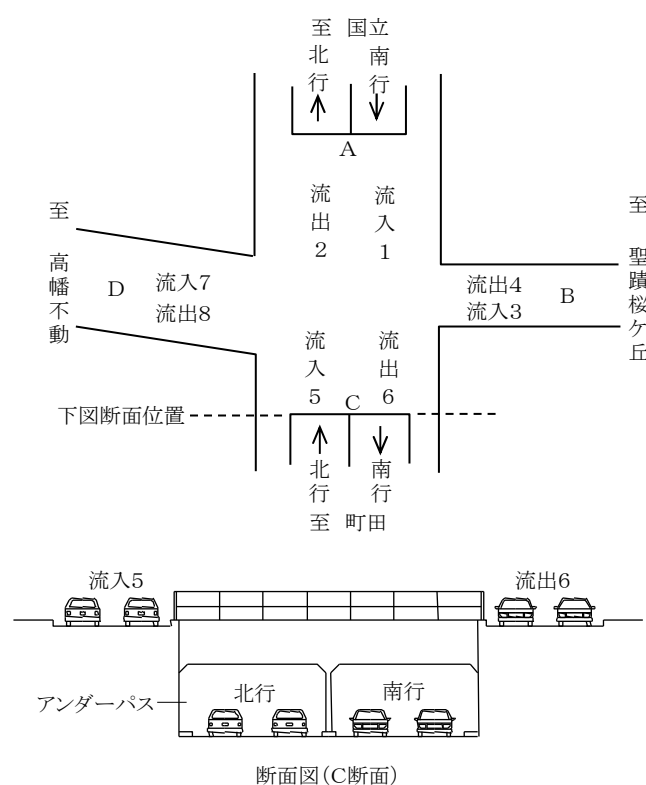 至 国立
北行
南行
A
流出2
流入1
至 高幡不動
D
流入7
流出8
流出4
流入3
B
至 聖蹟桜ケ丘
流入5
C
流出6
下図断面位置
北行
南行
至 町田
流入5
流出6
北行
南行
アンダーパス
断面図(C断面)